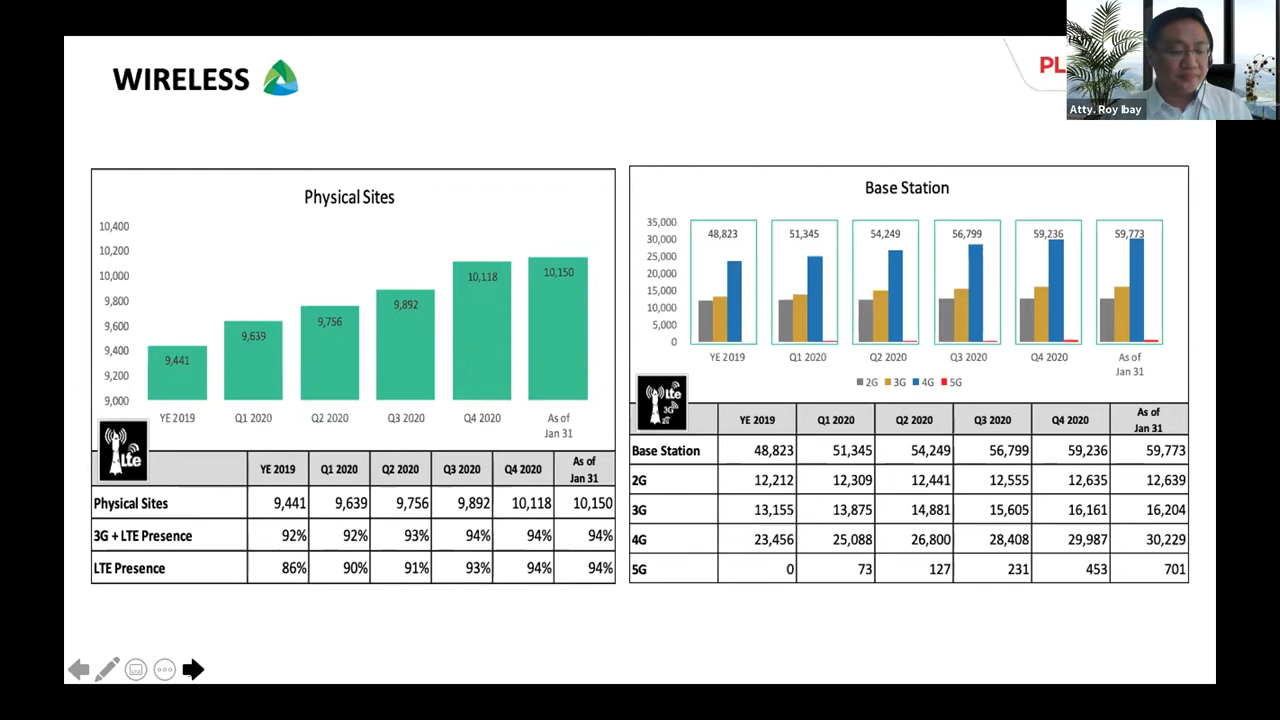 WIRELESS
PL
Atty. Roy Ibay
Physical Sites
10,400
10,200
10,000
9,800
9,600
9,400
9,200
9,000
9,441
9,639
9,756
9,892
10,118
10,150
YE 2019 Q1 2020 Q2 2020 Q3 2020 Q4 2020 As of
Jan 31
lte
YE 2019 Q1 2020 Q2 2020 Q3 2020 Q4 2020 As of
Jan 31
Physical Sites 9,441 9,639 9,756 9,892 10,118 10,150
3G + LTE Presence 92% 92% 93% 94% 94% 94%
LTE Presence 86% 90% 91% 93% 94% 94%
Base Station
35,000
30,000
25,000
20,000
15,000
10,000
5,000
0
48,823 51,345 54,249 56,799 59,236 59,773
YE 2019 Q1 2020 Q2 2020 Q3 2020 Q4 2020 As of
Jan 31
2G 3G 4G 5G
lte
3G
2G
YE 2019 Q1 2020 Q2 2020 Q3 2020 Q4 2020 As of
Jan 31
Base Station 48,823 51,345 54,249 56,799 59,236 59,773
2G 12,212 12,309 12,441 12,555 12,635 12,639
3G 13,155 13,875 14,881 15,605 16,161 16,204
4G 23,456 25,088 26,800 28,408 29,987 30,229
5G 0 73 127 231 453 701